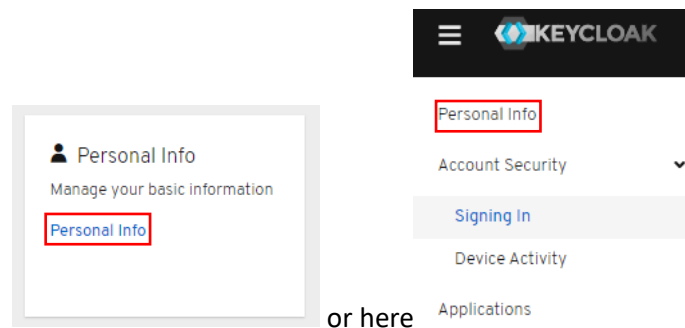 KEYCLOAK
Personal Info
Account Security
Signing In
Device Activity
Applications
Personal Info
Manage your basic information
Personal Info
or here